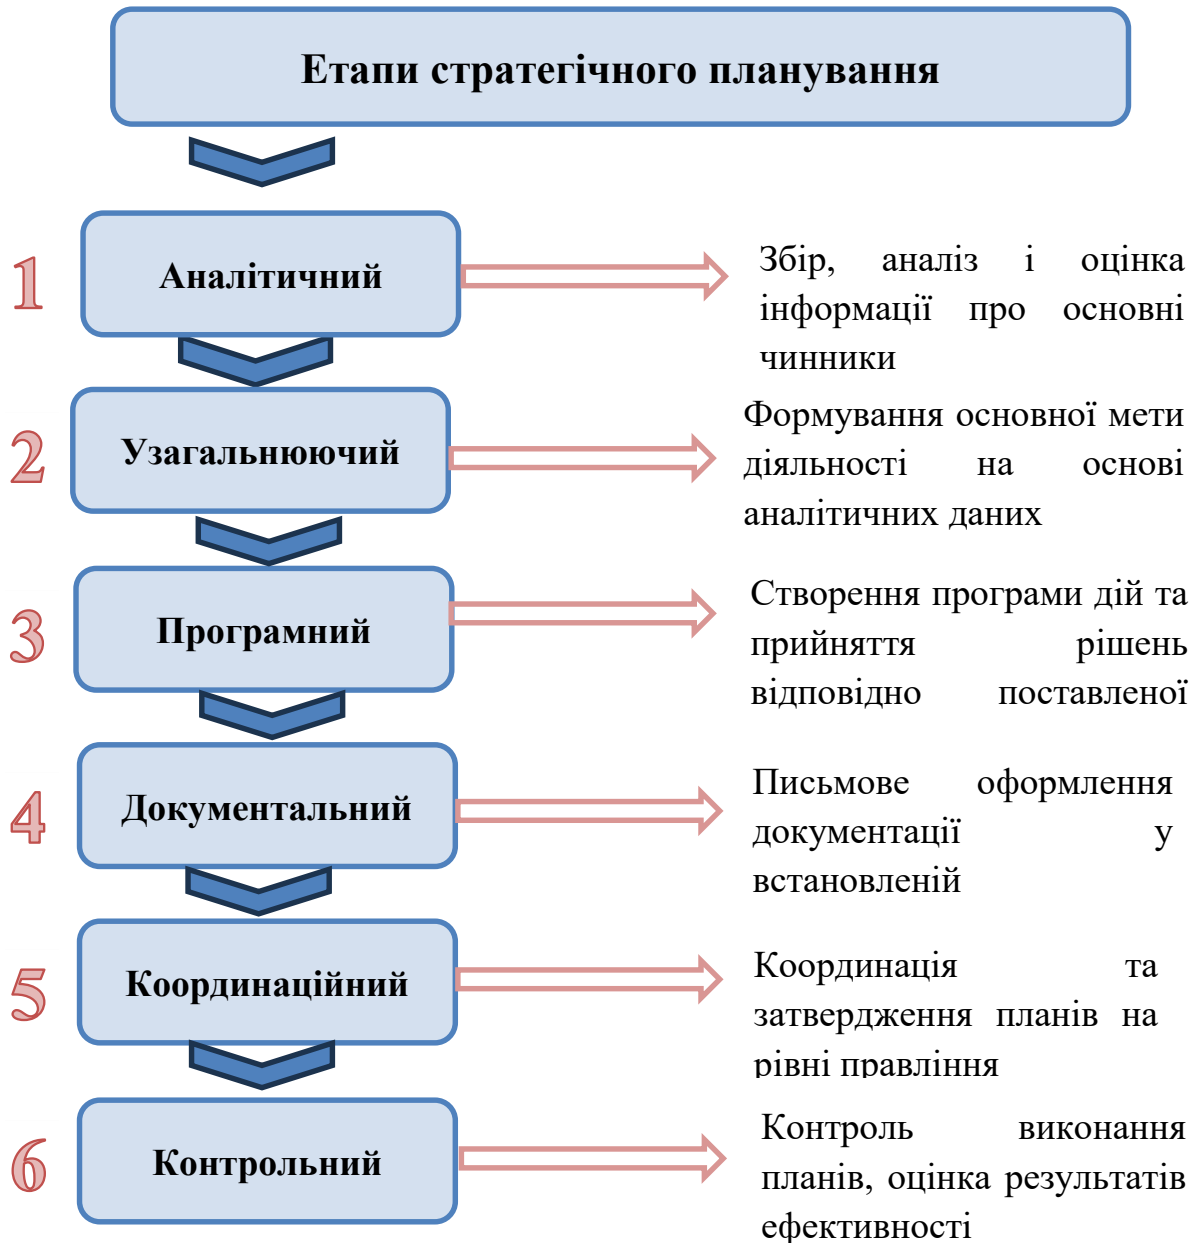 Етапи стратегічного планування
1
Аналітичний
Збір, аналіз і оцінка
інформації про основні
чинники
2
Узагальнюючий
Формування основної мети
діяльності на основі
аналітичних даних
3
Програмний
Створення програми дій та
прийняття рішень
відповідно поставленої
4
Документальний
Письмове оформлення
документації у
встановленій
5
Координаційний
Координація та
затвердження планів на
рівні правління
6
Контрольний
Контроль виконання
планів, оцінка результатів
ефективності